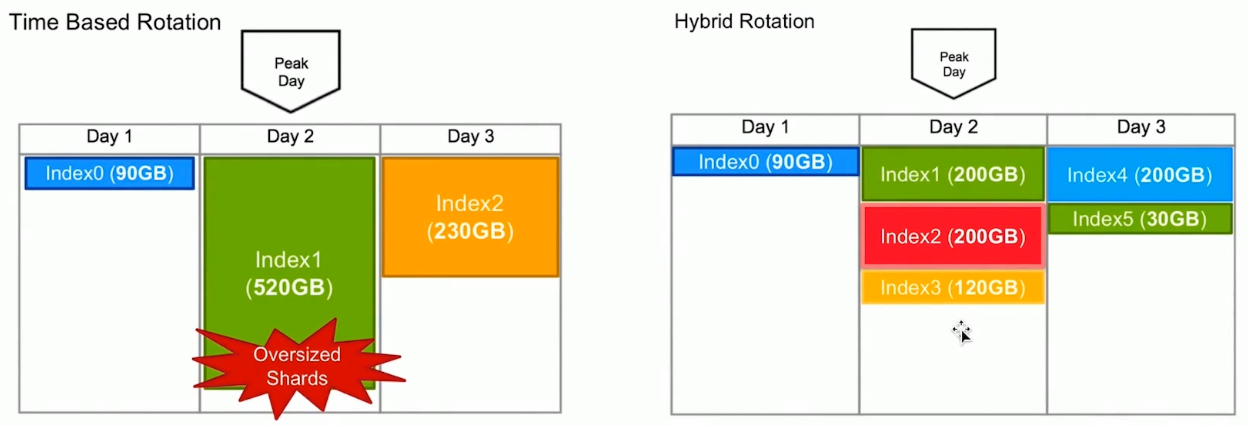 Time Based Rotation
Peak
Day
Day 1
Day 2
Day 3
Index0 (90GB)
Index1
(520GB)
Index2
(230GB)
Oversized
Shards
Hybrid Rotation
Peak
Day
Day 1
Day 2
Day 3
Index0 (90GB)
Index1 (200GB)
Index4 (200GB)
Index2 (200GB)
Index5 (30GB)
Index3 (120GB)